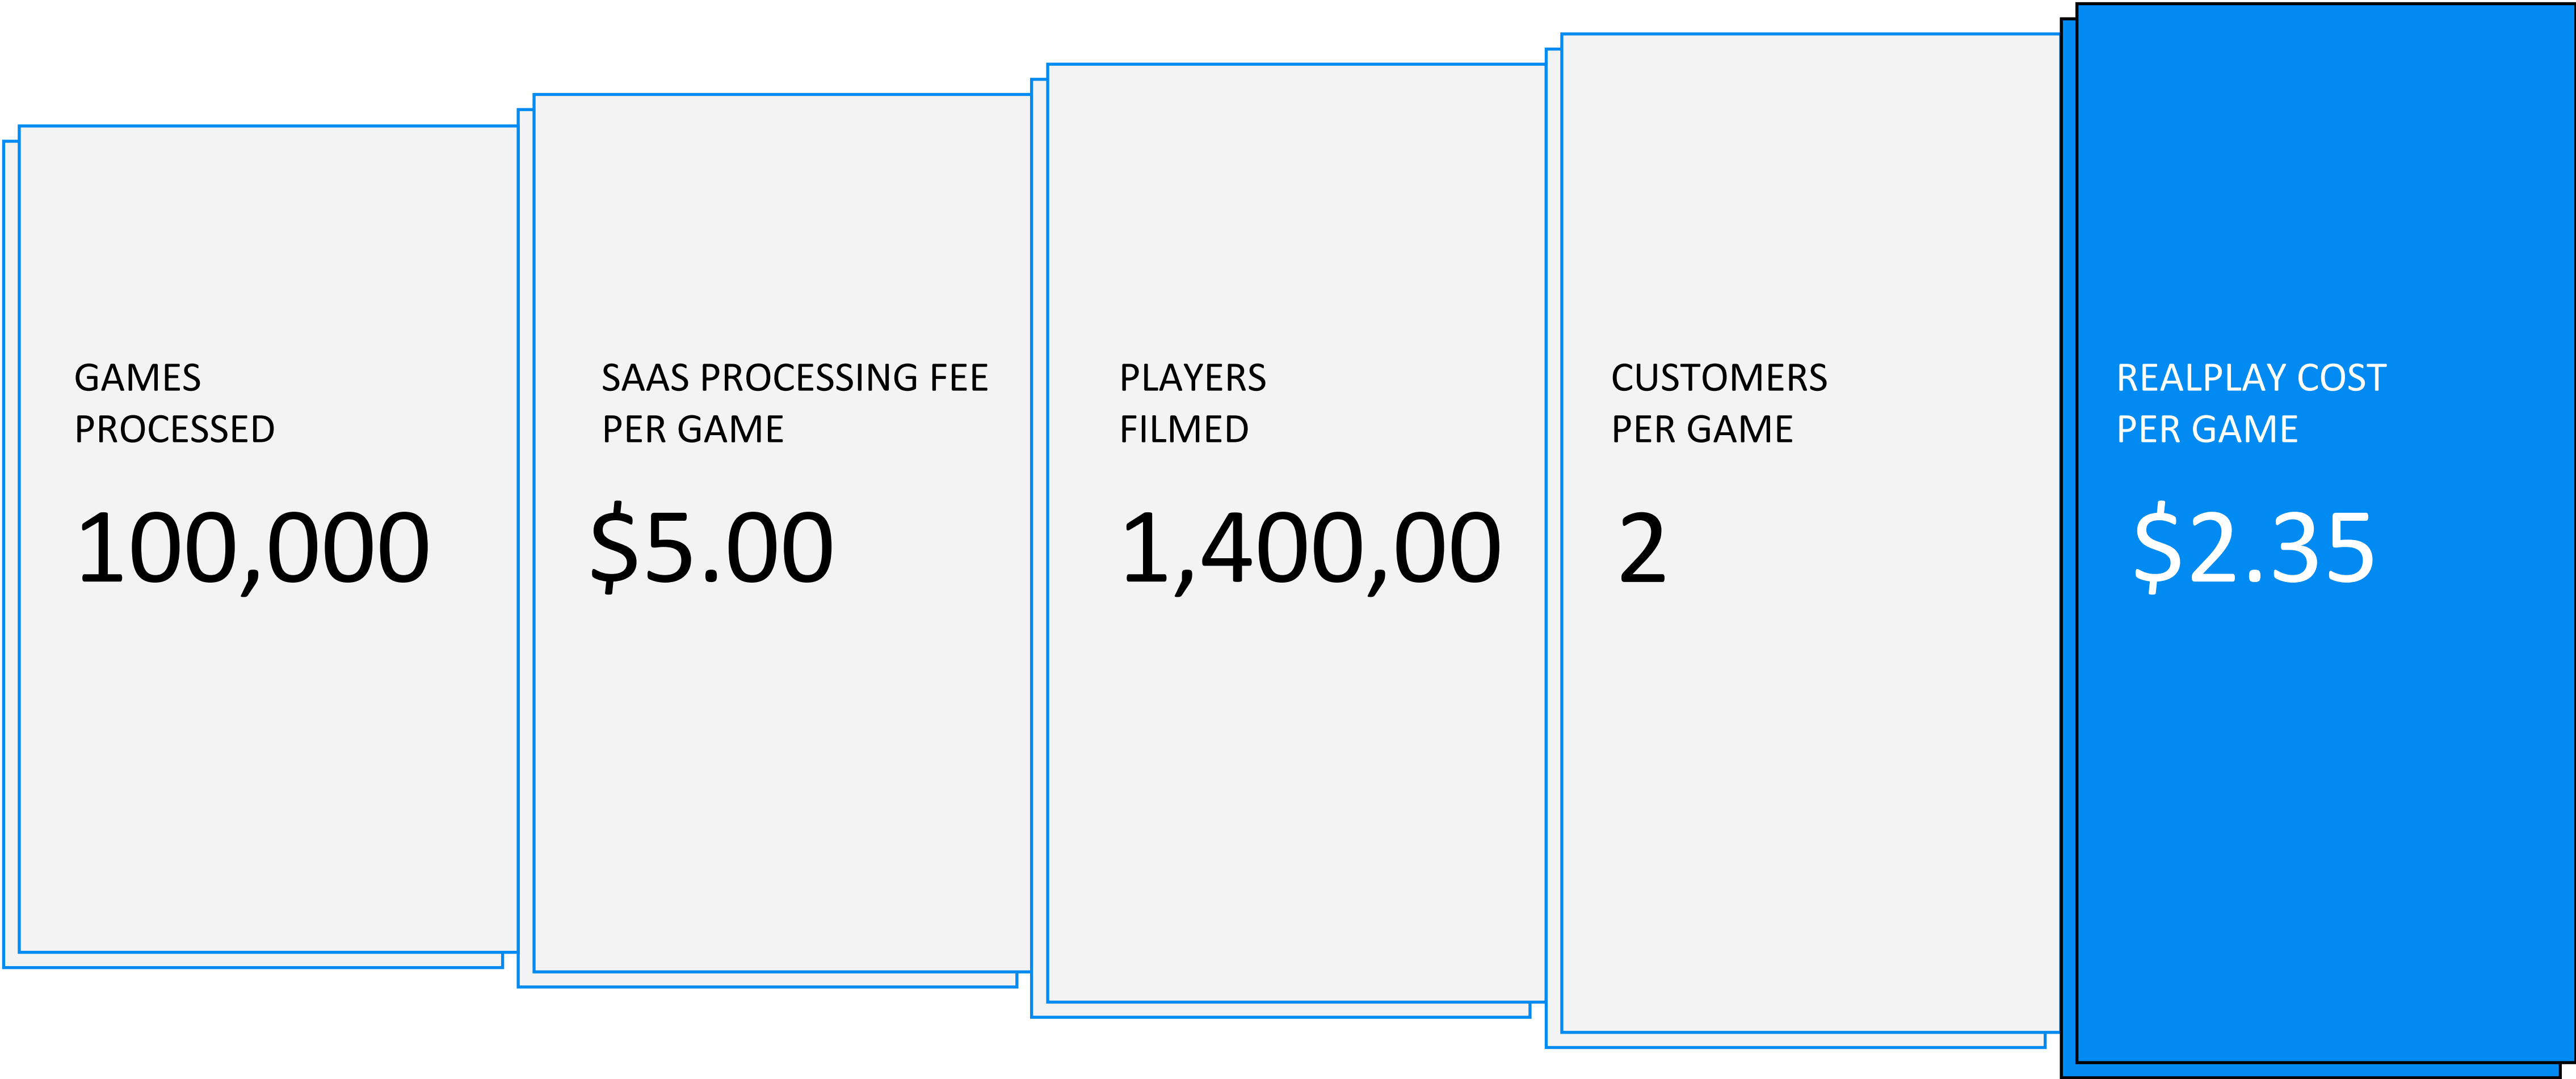 GAMES
PROCESSED
100,000
SAAS PROCESSING FEE
PER GAME
$5.00
PLAYERS
FILMED
1,400,00
CUSTOMERS
PER GAME
2
REALPLAY COST
PER GAME
$2.35